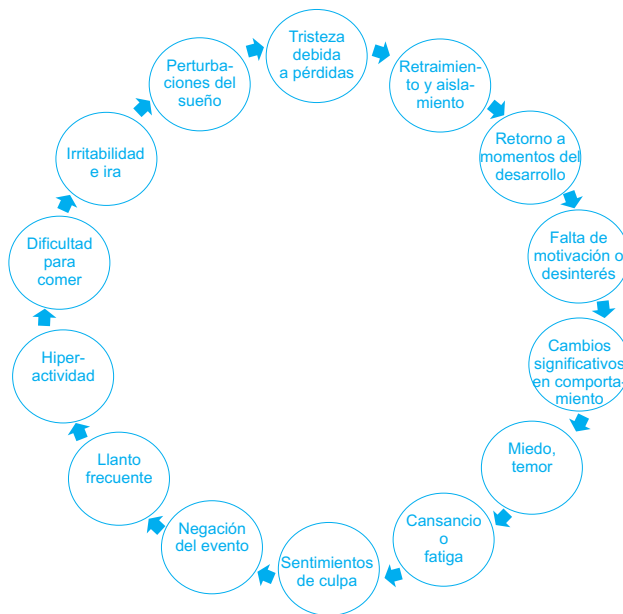 Tristeza
debida
a pérdidas
Retraimien-
to y aisla-
miento
Retorno a
momentos del
desarrollo
Falta de
motivación o
desinterés
Cambios
significativos
en comporta-
miento
Miedo,
temor
Cansancio
o
fatiga
Sentimientos
de culpa
Negación
del evento
Llanto
frecuente
Hiper-
actividad
Dificultad
para
comer
Irritabilidad
e ira
Perturba-
ciones del
sueño